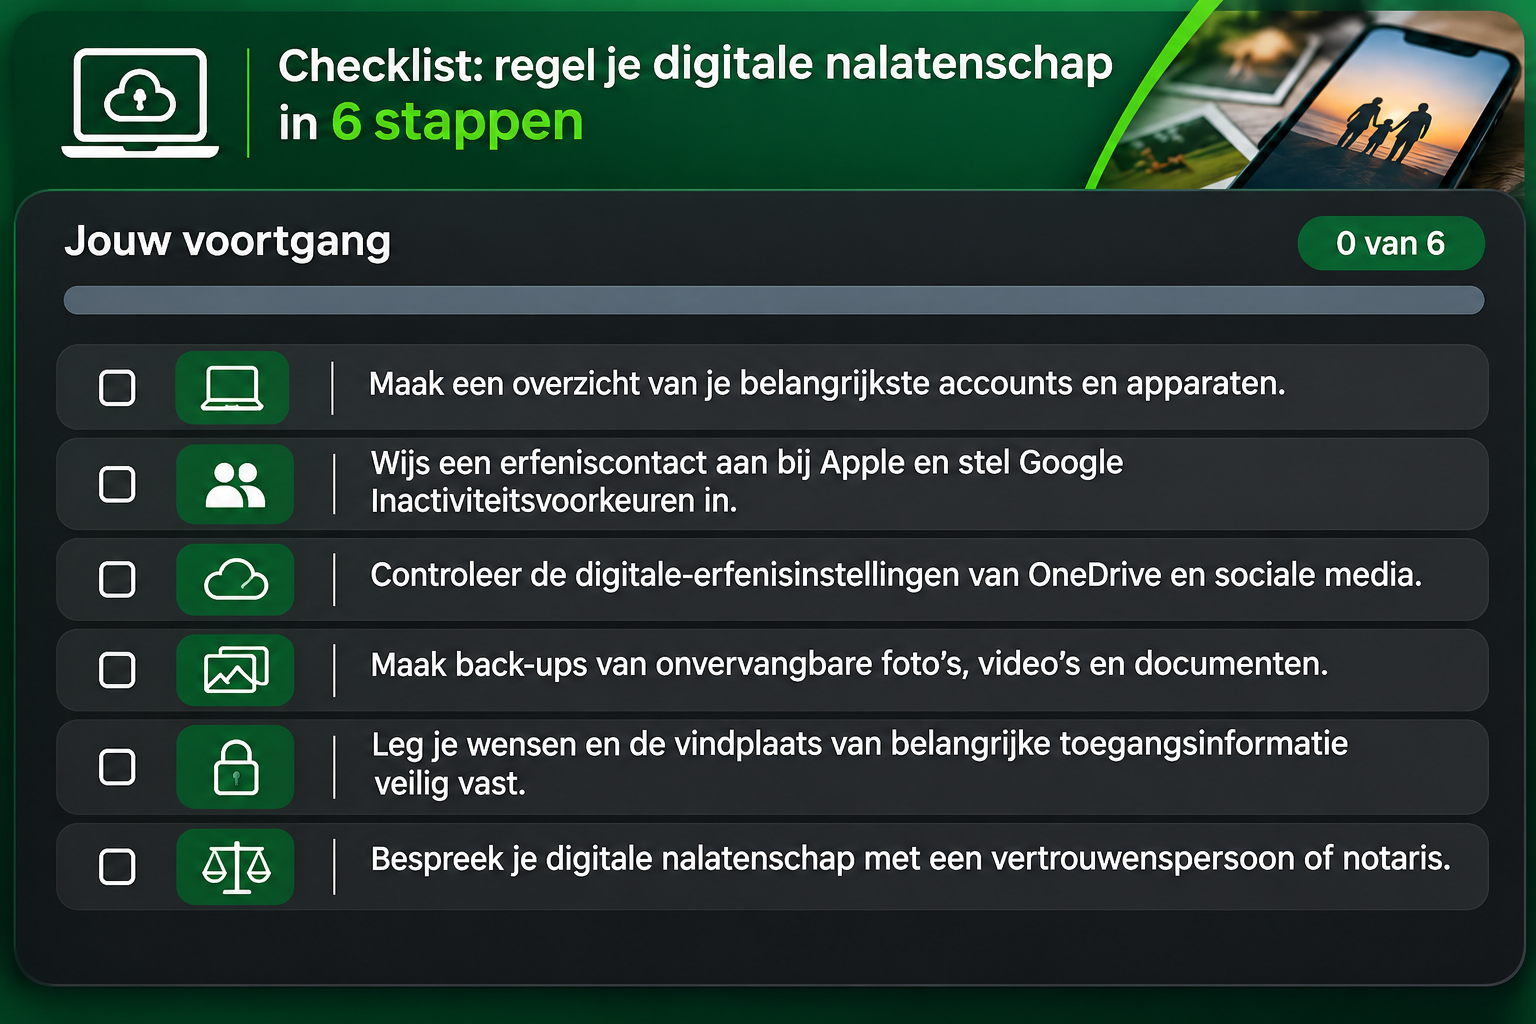 Checklist: regel je digitale nalatenschap
in 6 stappen
Jouw voortgang
0 van 6
Maak een overzicht van je belangrijkste accounts en apparaten.
Wijs een erfeniscontact aan bij Apple en stel Google
Inactiviteitsvoorkeuren in.
Controleer de digitale-erfenisinstellingen van OneDrive en sociale media.
Maak back-ups van onvervangbare foto’s, video’s en documenten.
Leg je wensen en de vindplaats van belangrijke toegangsinformatie
veilig vast.
Bespreek je digitale nalatenschap met een vertrouwenspersoon of notaris.